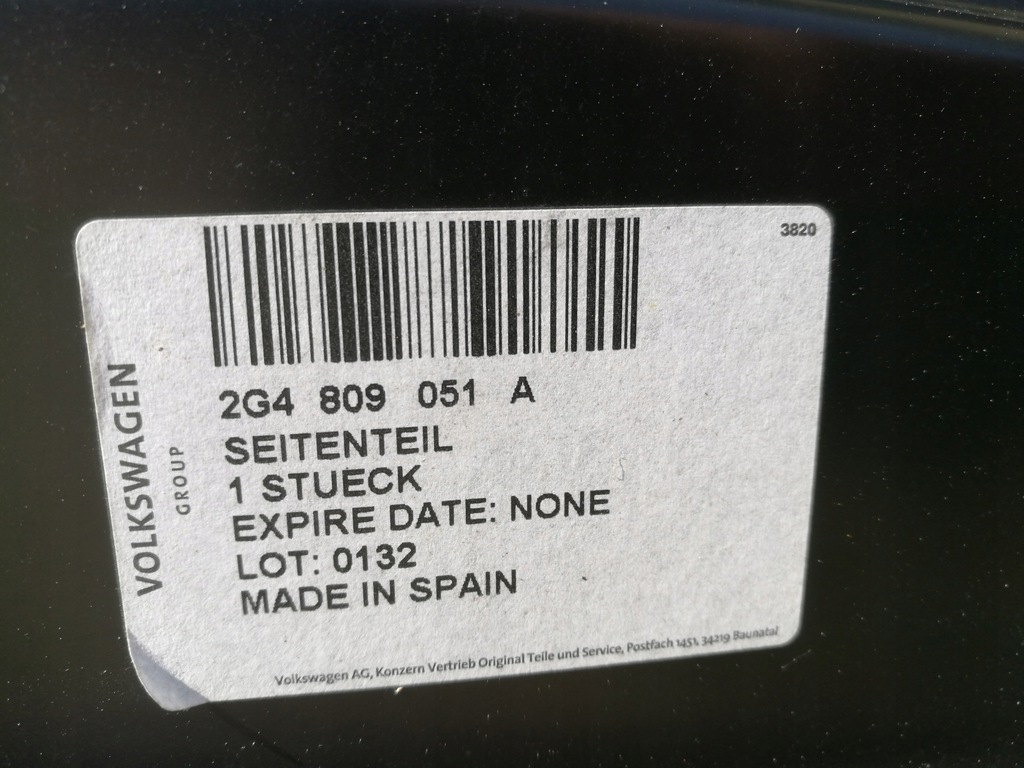 3820
2G4 809 051 A
SEITENTEIL
1 STUECK
EXPIRE DATE: NONE
LOT: 0132
MADE IN SPAIN
VOLKSWAGEN
GROUP
Volkswagen AG, Konzern Vertrieb Original Teile und Service, Postfach 1451, 34219 Baunatal